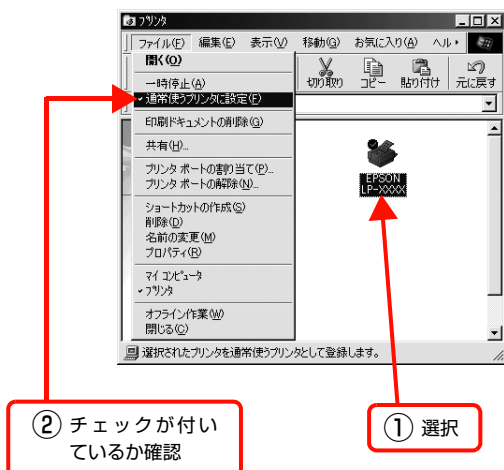 プリンタ
ファイル(F) 編集(E) 表示(V) 移動(G) お気に入り(A) ヘル
開く(O)
一時停止(A)
通常使うプリンタに設定(F)
印刷ドキュメントの削除(G)
共有(H)...
プリンタ ポートの割り当て(P)...
プリンタ ポートの解除(N)...
ショートカットの作成(S)
削除(D)
名前の変更(M)
プロパティ(R)
マイ コンピュータ
プリンタ
オフライン作業(W)
閉じる(C)
切り取り コピー 貼り付け 元に戻す
EPSON
LP-XXXX
選択されたプリンタを通常使うプリンタとして登録します。
② チェックが付い
ているか確認
① 選択